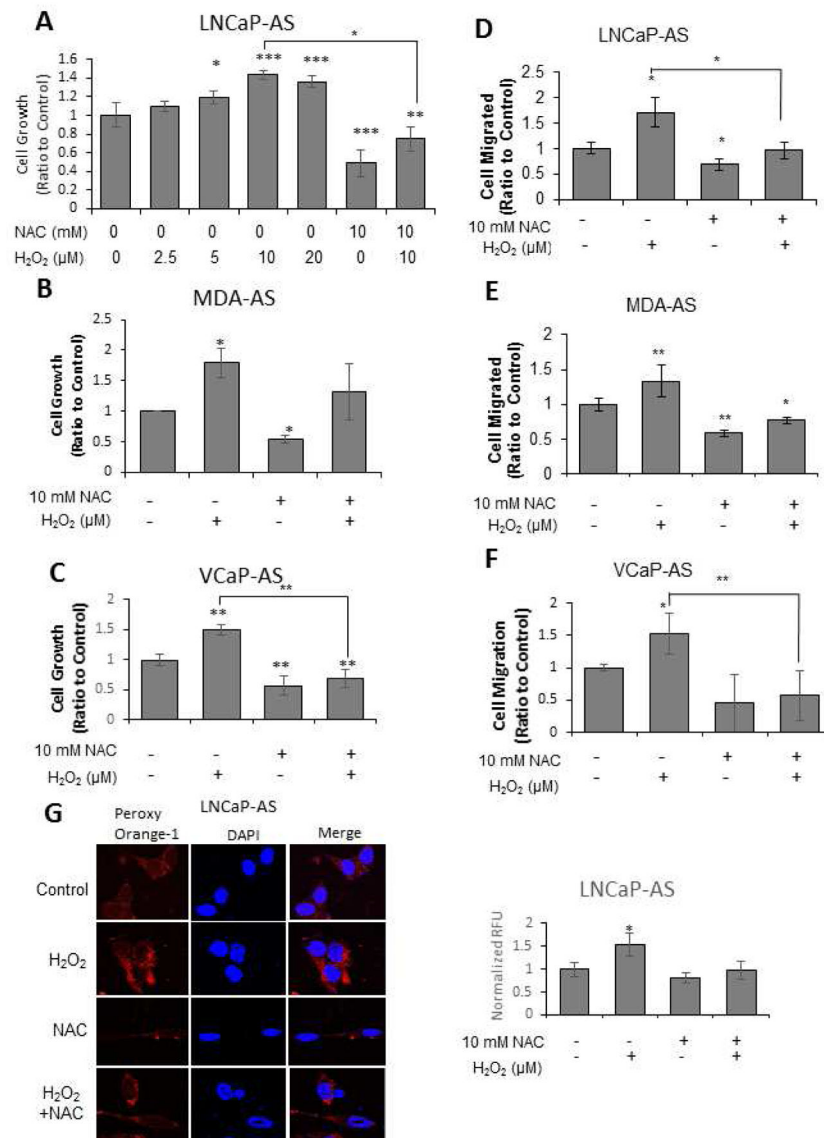 A
LNCaP-AS
*
Cell Growth
(Ratio to Control)
1.6
1.4
1.2
1
0.8
0.6
0.4
0.2
0
* *** *** *** **
NAC (mM) 0 0 0 0 0 10 10
H₂O₂ (µM) 0 2.5 5 10 20 0 10
B
MDA-AS
Cell Growth
(Ratio to Control)
2.5
2
1.5
1
0.5
0
* *
10 mM NAC - - + +
H₂O₂ (µM) - + - +
C
VCaP-AS
**
Cell Growth
(Ratio to Control)
2
1.5
1
0.5
0
** ** **
10 mM NAC - - + +
H₂O₂ (µM) - + - +
D
LNCaP-AS
*
Cell Migrated
(Ratio to Control)
2.5
2
1.5
1
0.5
0
* *
10 mM NAC - - + +
H₂O₂ (µM) - + - +
E
MDA-AS
Cell Migrated
(Ratio to Control)
2
1.5
1
0.5
0
** ** *
10 mM NAC - - + +
H₂O₂ (µM) - + - +
F
VCaP-AS
**
Cell Migration
(Ratio to Control)
2
1.5
1
0.5
0
*
10 mM NAC - - + +
H₂O₂ (µM) - + - +
G
LNCaP-AS
Peroxy
Orange-1 DAPI Merge
Control
H₂O₂
NAC
H₂O₂
+NAC
LNCaP-AS
Normalized RFU
2
1.5
1
0.5
0
*
10 mM NAC - - + +
H₂O₂ (µM) - + - +